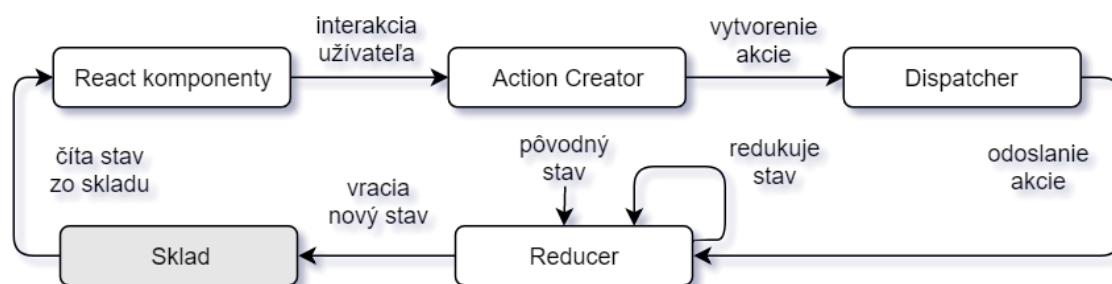 interakcia
užívateľa
vytvorenie
akcie
React komponenty
Action Creator
Dispatcher
číta stav
zo skladu
pôvodný
stav
redukuje
stav
odoslanie
akcie
vracia
nový stav
Sklad
Reducer